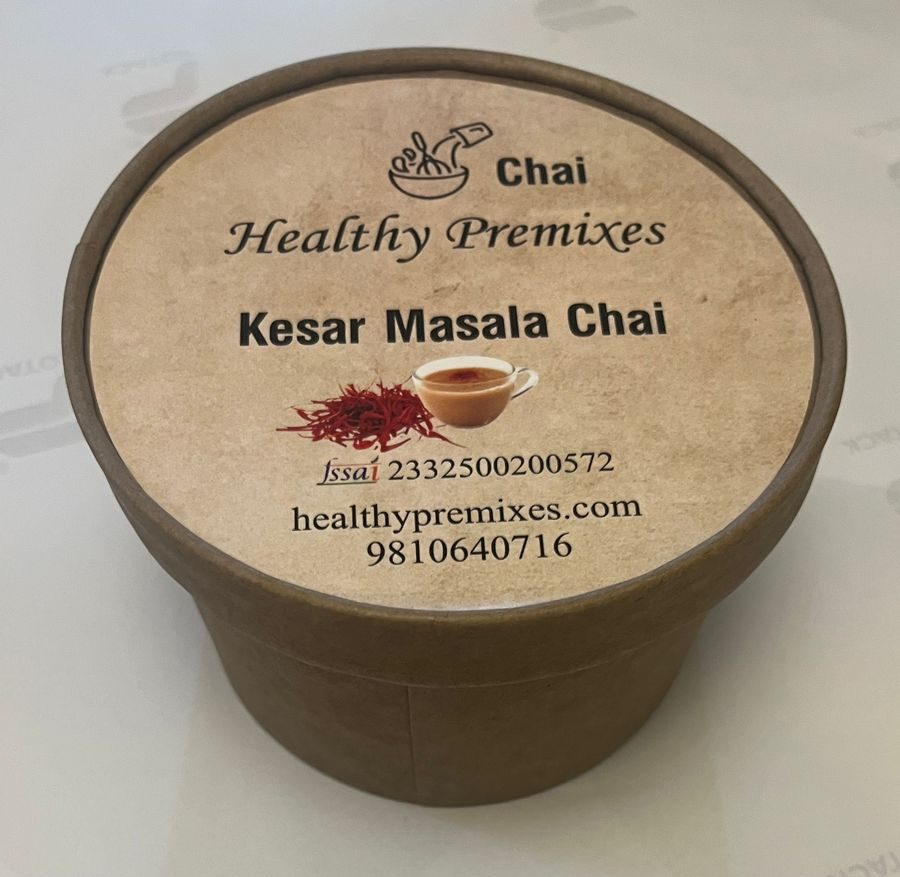 Chai
Healthy Premixes
Kesar Masala Chai
fssai 2332500200572
healthypremixes.com
9810640716